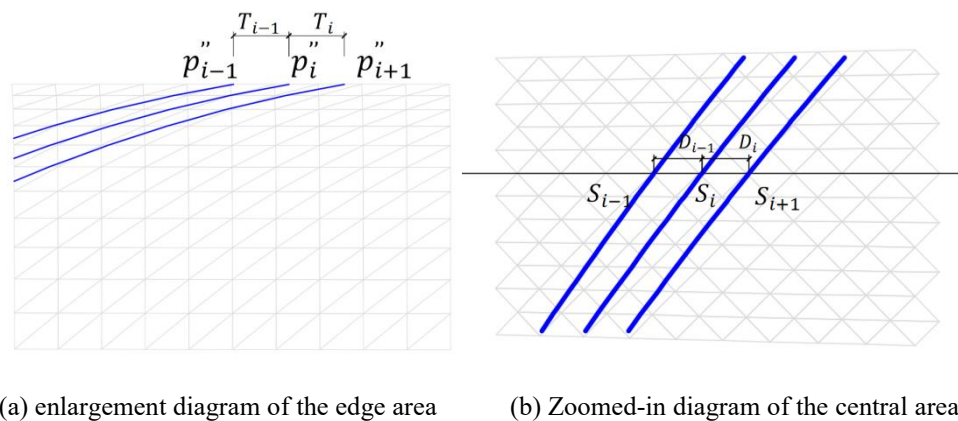 T_{i-1} T_i
p''_{i-1} p''_i p''_{i+1}
D_{i-1} D_i
S_{i-1} S_i S_{i+1}
(a) enlargement diagram of the edge area
(b) Zoomed-in diagram of the central area